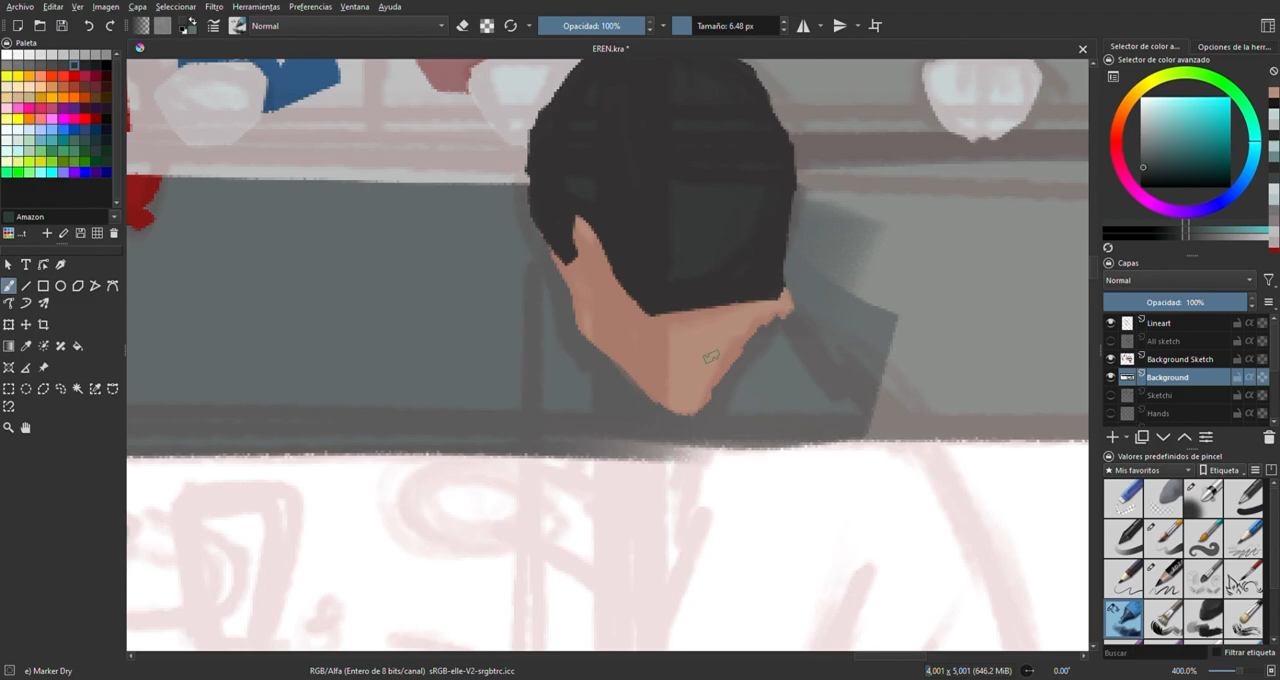 Archivo Editar Ver Imagen Capa Seleccionar Filtro Herramientas Preferencias Ventana Ayuda
Normal Opacidad: 100% Tamaño: 6.48 px
Paleta
EREN.kra *
Selector de color a... Opciones de la herr...
Selector de color avanzado
Amazon
...t
Capas
Normal
Opacidad: 100%
Lineart
All sketch
Background Sketch
Background
Sketchi
Hands
Valores predefinidos de pincel
Mis favoritos Etiqueta
Buscar Filtrar etiqueta
e) Marker Dry RGB/Alfa (Entero de 8 bits/canal) sRGB-elle-V2-srgbtrc.icc 4,001 x 5,001 (646.2 MiB) 0.00° 400.0%